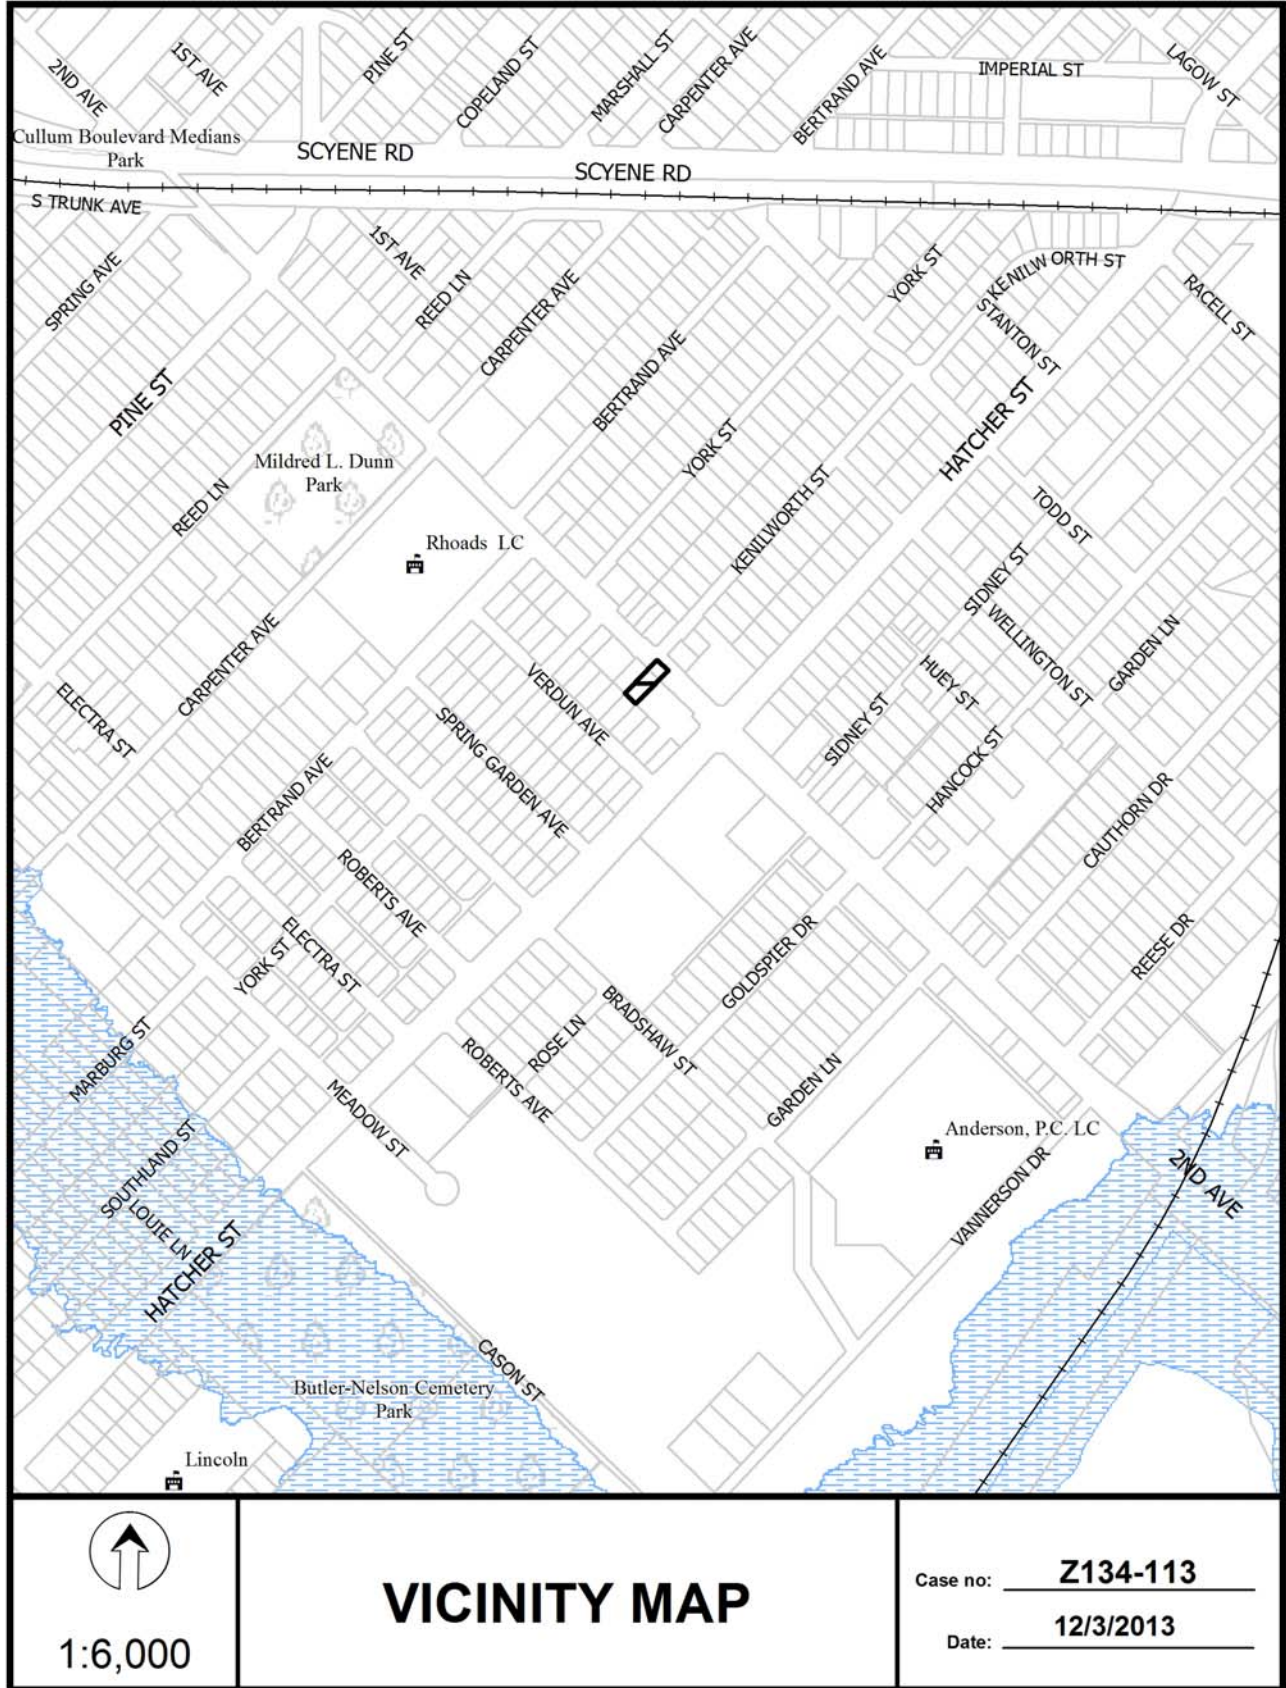 2ND AVE
1ST AVE
PINE ST
COPELAND ST
MARSHALL ST
CARPENTER AVE
BERTRAND AVE
IMPERIAL ST
LAGOW ST
Cullum Boulevard Medians
Park
SCYENE RD
SCYENE RD
S TRUNK AVE
SPRING AVE
1ST AVE
REED LN
CARPENTER AVE
YORK ST
S KENILW ORTH ST
STANTON ST
RACELL ST
PINE ST
BERTRAND AVE
HATCHER ST
Mildred L. Dunn
Park
YORK ST
REED LN
KENILWORTH ST
TODD ST
Rhoads LC
SIDNEY ST
WELLINGTON ST
GARDEN LN
CARPENTER AVE
ELECTRA ST
VERDUN AVE
HUEY ST
SIDNEY ST
SPRING GARDEN AVE
HANCOCK ST
BERTRAND AVE
CAUTHORN DR
ROBERTS AVE
ELECTRA ST
YORK ST
GOLDSPIER DR
REESE DR
BRADSHAW ST
ROSE LN
MARBURG ST
ROBERTS AVE
GARDEN LN
MEADOW ST
Anderson, P.C. LC
SOUTHLAND ST
VANNERSON DR
2ND AVE
LOUIE LN
HATCHER ST
CASON ST
Butler-Nelson Cemetery
Park
Lincoln
1:6,000
VICINITY MAP
Case no: Z134-113
Date: 12/3/2013